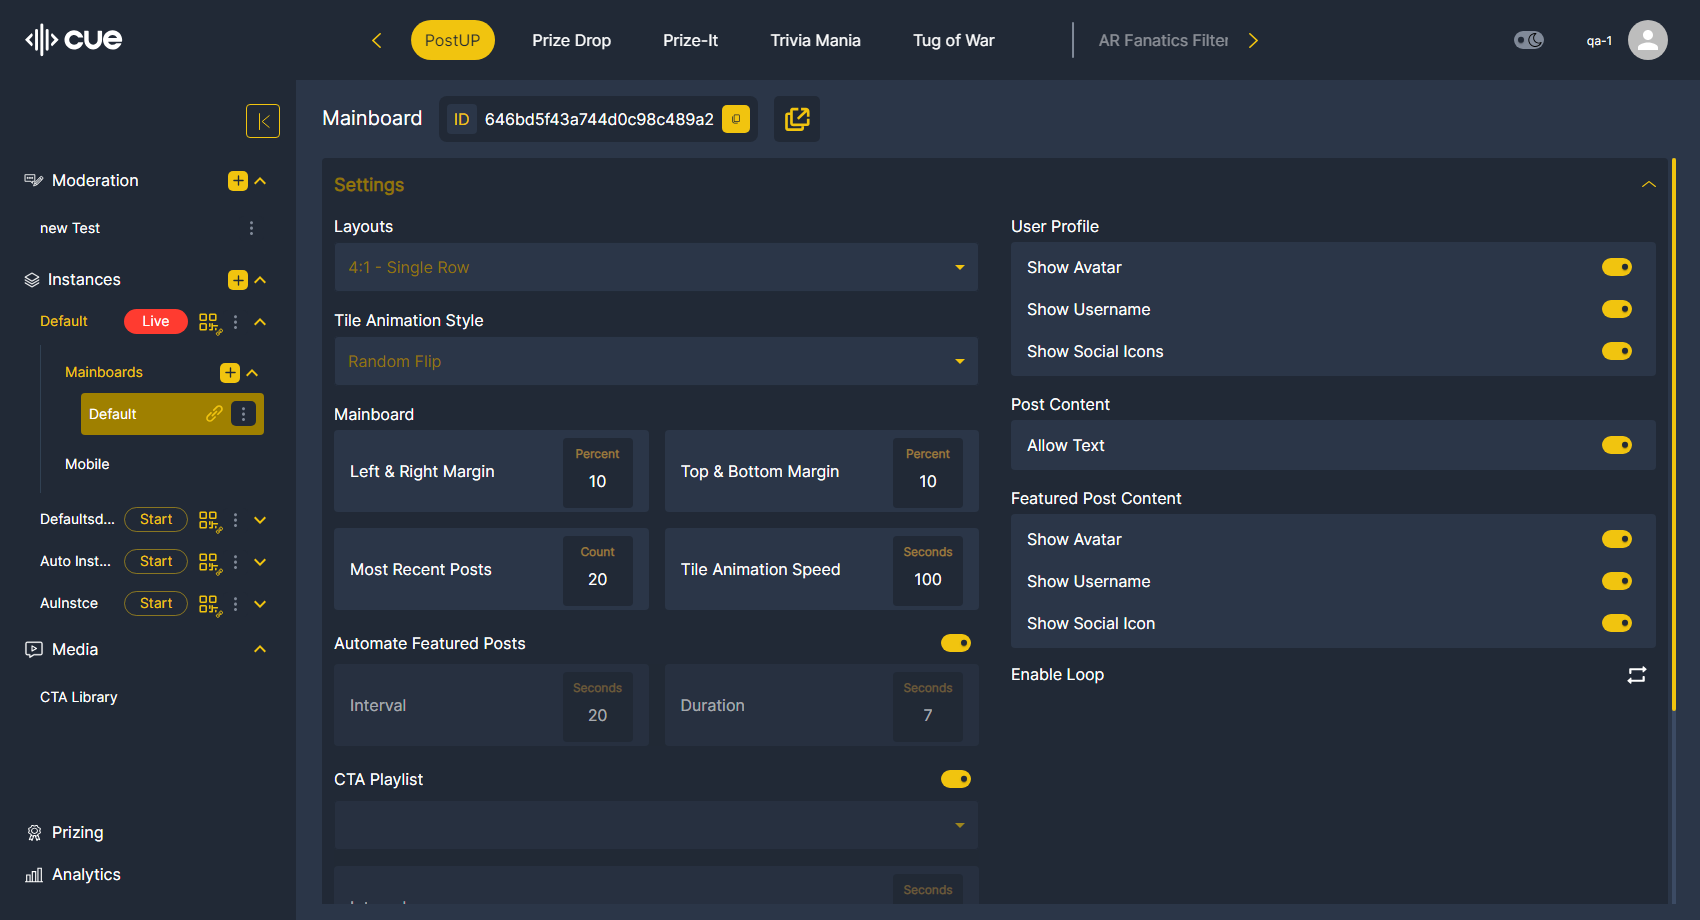 cue
PostUP
Prize Drop
Prize-It
Trivia Mania
Tug of War
AR Fanatics Filter
qa-1
Moderation
new Test
Instances
Default
Live
Mainboards
Default
Mobile
Defaultsd...
Start
Auto Inst...
Start
AuInstce
Start
Media
CTA Library
Prizing
Analytics
Mainboard
ID
646bd5f43a744d0c98c489a2
Settings
Layouts
4:1 - Single Row
Tile Animation Style
Random Flip
Mainboard
Left & Right Margin
Percent
10
Top & Bottom Margin
Percent
10
Most Recent Posts
Count
20
Tile Animation Speed
Seconds
100
Automate Featured Posts
Interval
Seconds
20
Duration
Seconds
7
CTA Playlist
Seconds
User Profile
Show Avatar
Show Username
Show Social Icons
Post Content
Allow Text
Featured Post Content
Show Avatar
Show Username
Show Social Icon
Enable Loop